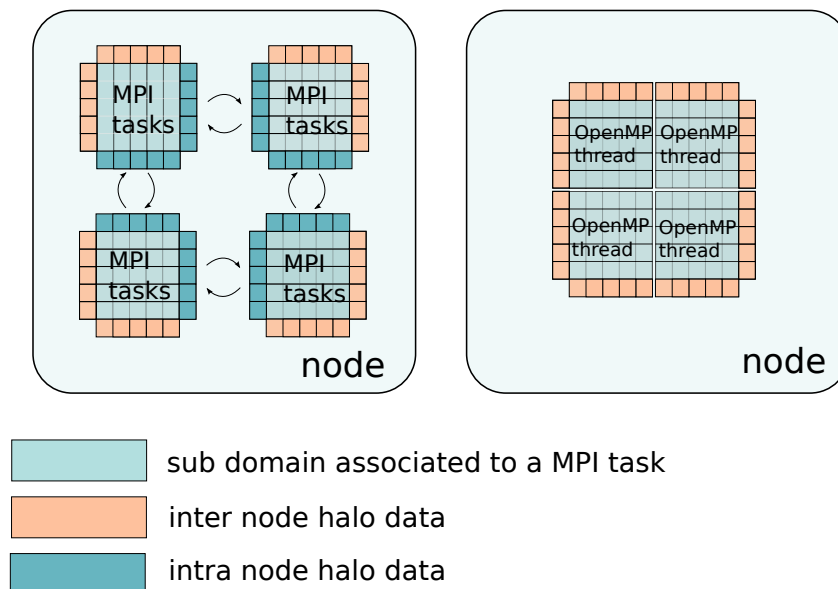 MPI
tasks
MPI
tasks
MPI
tasks
MPI
tasks
node
OpenMP
thread
OpenMP
thread
OpenMP
thread
OpenMP
thread
node
sub domain associated to a MPI task
inter node halo data
intra node halo data